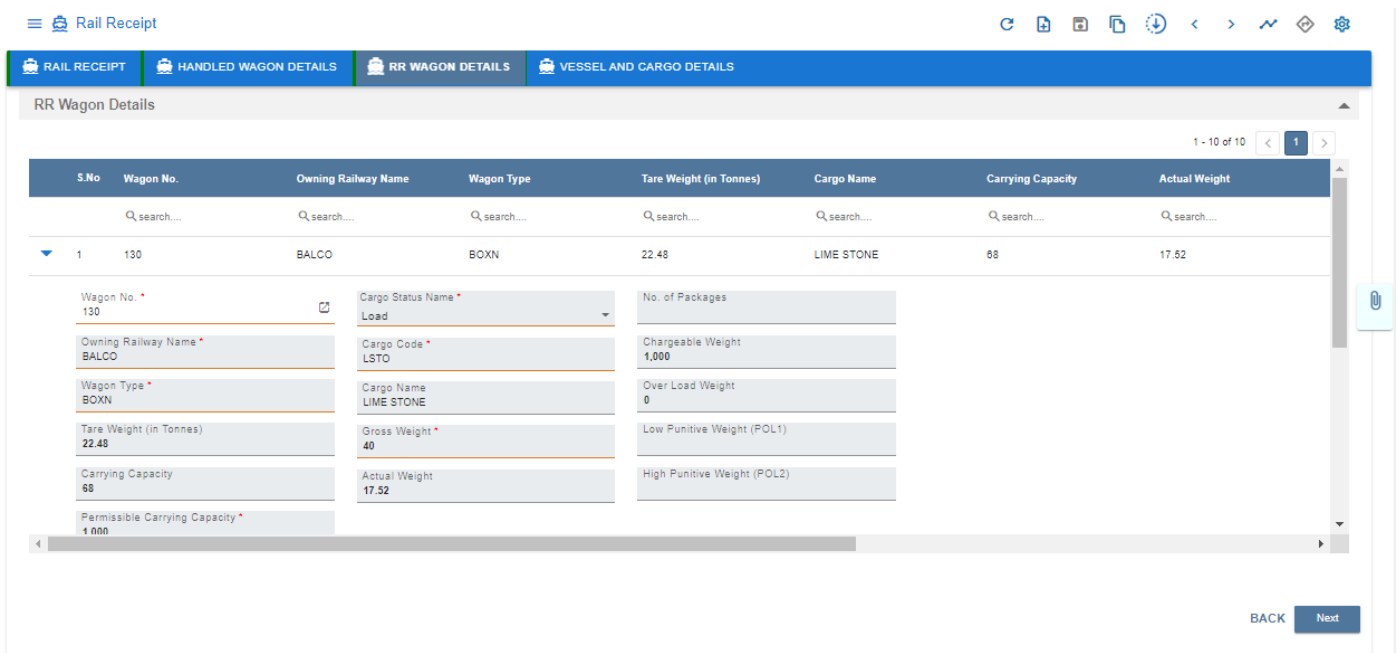 Rail Receipt
RAIL RECEIPT HANDLED WAGON DETAILS RR WAGON DETAILS VESSEL AND CARGO DETAILS
RR Wagon Details
1 - 10 of 10 < 1 >
S.No Wagon No. Owning Railway Name Wagon Type Tare Weight (in Tonnes) Cargo Name Carrying Capacity Actual Weight
search.... search.... search.... search.... search.... search.... search....
1 130 BALCO BOXN 22.48 LIME STONE 68 17.52
Wagon No. * Cargo Status Name * No. of Packages
130 Load
Owning Railway Name * Cargo Code * Chargeable Weight
BALCO LSTO 1,000
Wagon Type * Cargo Name Over Load Weight
BOXN LIME STONE 0
Tare Weight (in Tonnes) Gross Weight * Low Punitive Weight (POL1)
22.48 40
Carrying Capacity Actual Weight High Punitive Weight (POL2)
68 17.52
Permissible Carrying Capacity *
1,000
BACK Next